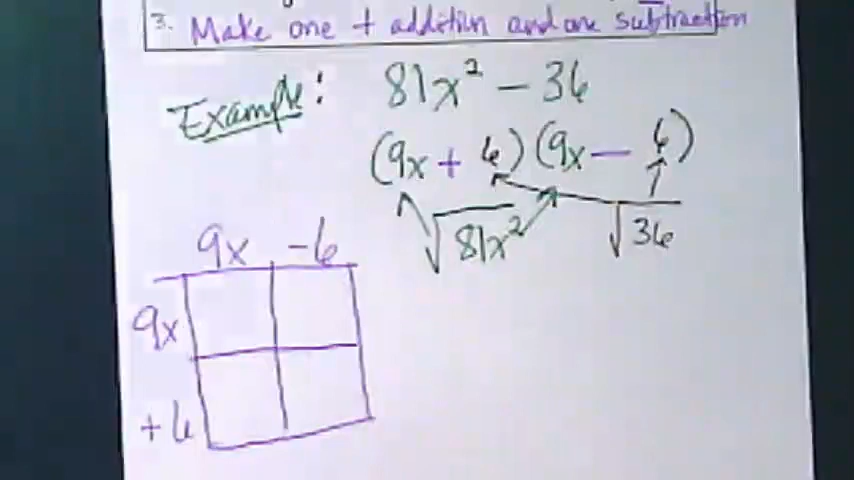 3. Make one + addition and one subtraction
Example: 81x² - 36
(9x + 6)(9x - 6)
√81x² √36
9x -6
9x
+6